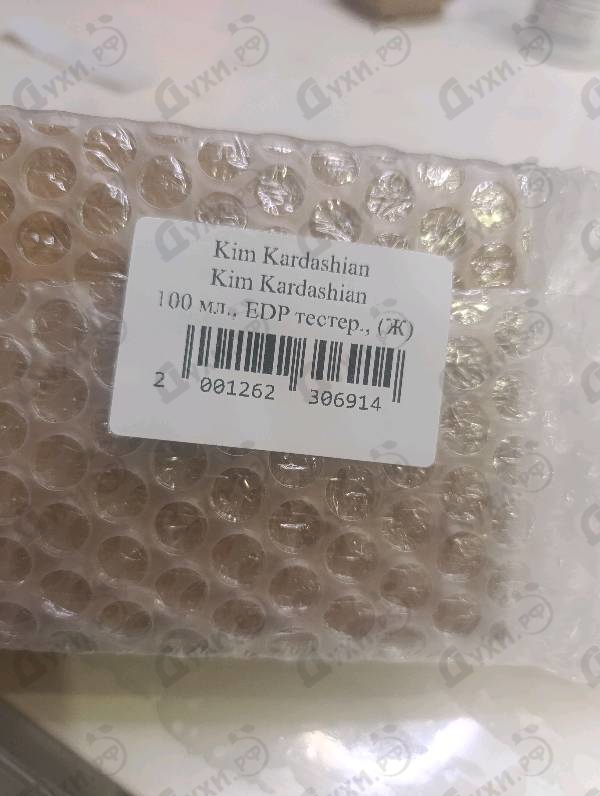 Kim Kardashian
Kim Kardashian
100 мл., EDP тестер., (Ж)
2 001262 306914
Духи.РФ